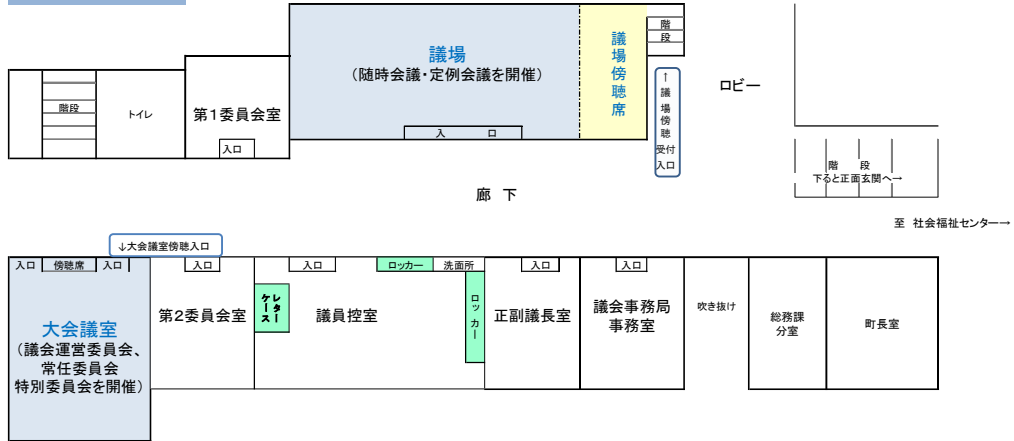 議場
(随時会議・定例会議を開催)
議場傍聴席
階
段
階段
トイレ
第1委員会室
入口
入　　口
↑議場傍聴受付入口
ロビー
階　段
下ると正面玄関へ→
廊 下
至 社会福祉センター→
↓大会議室傍聴入口
入口
傍聴席
入口
入口
入口
ロッカー
洗面所
入口
入口
大会議室
(議会運営委員会、
常任委員会
特別委員会を開催)
第2委員会室
レターケース
議員控室
ロッカー
正副議長室
議会事務局
事務室
吹き抜け
総務課
分室
町長室